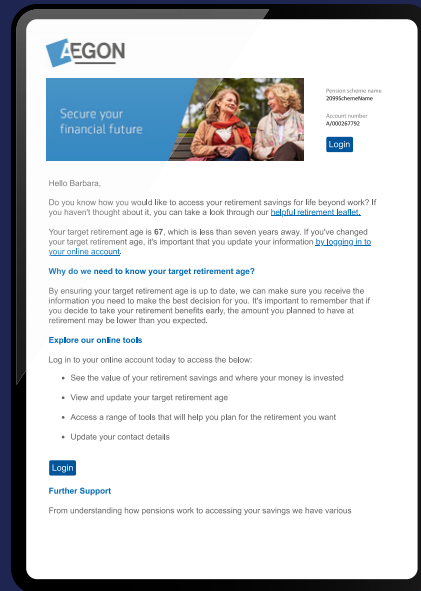 AEGON
Secure your
financial future
Pension scheme name
2099SchemeName
Account number
A/000267792
Login
Hello Barbara,
Do you know how you would like to access your retirement savings for life beyond work? If
you haven't thought about it, you can take a look through our helpful retirement leaflet.
Your target retirement age is 67, which is less than seven years away. If you've changed
your target retirement age, it's important that you update your information by logging in to
your online account.
Why do we need to know your target retirement age?
By ensuring your target retirement age is up to date, we can make sure you receive the
information you need to make the best decision for you. It's important to remember that if
you decide to take your retirement benefits early, the amount you planned to have at
retirement may be lower than you expected.
Explore our online tools
Log in to your online account today to access the below:
• See the value of your retirement savings and where your money is invested
• View and update your target retirement age
• Access a range of tools that will help you plan for the retirement you want
• Update your contact details
Login
Further Support
From understanding how pensions work to accessing your savings we have various